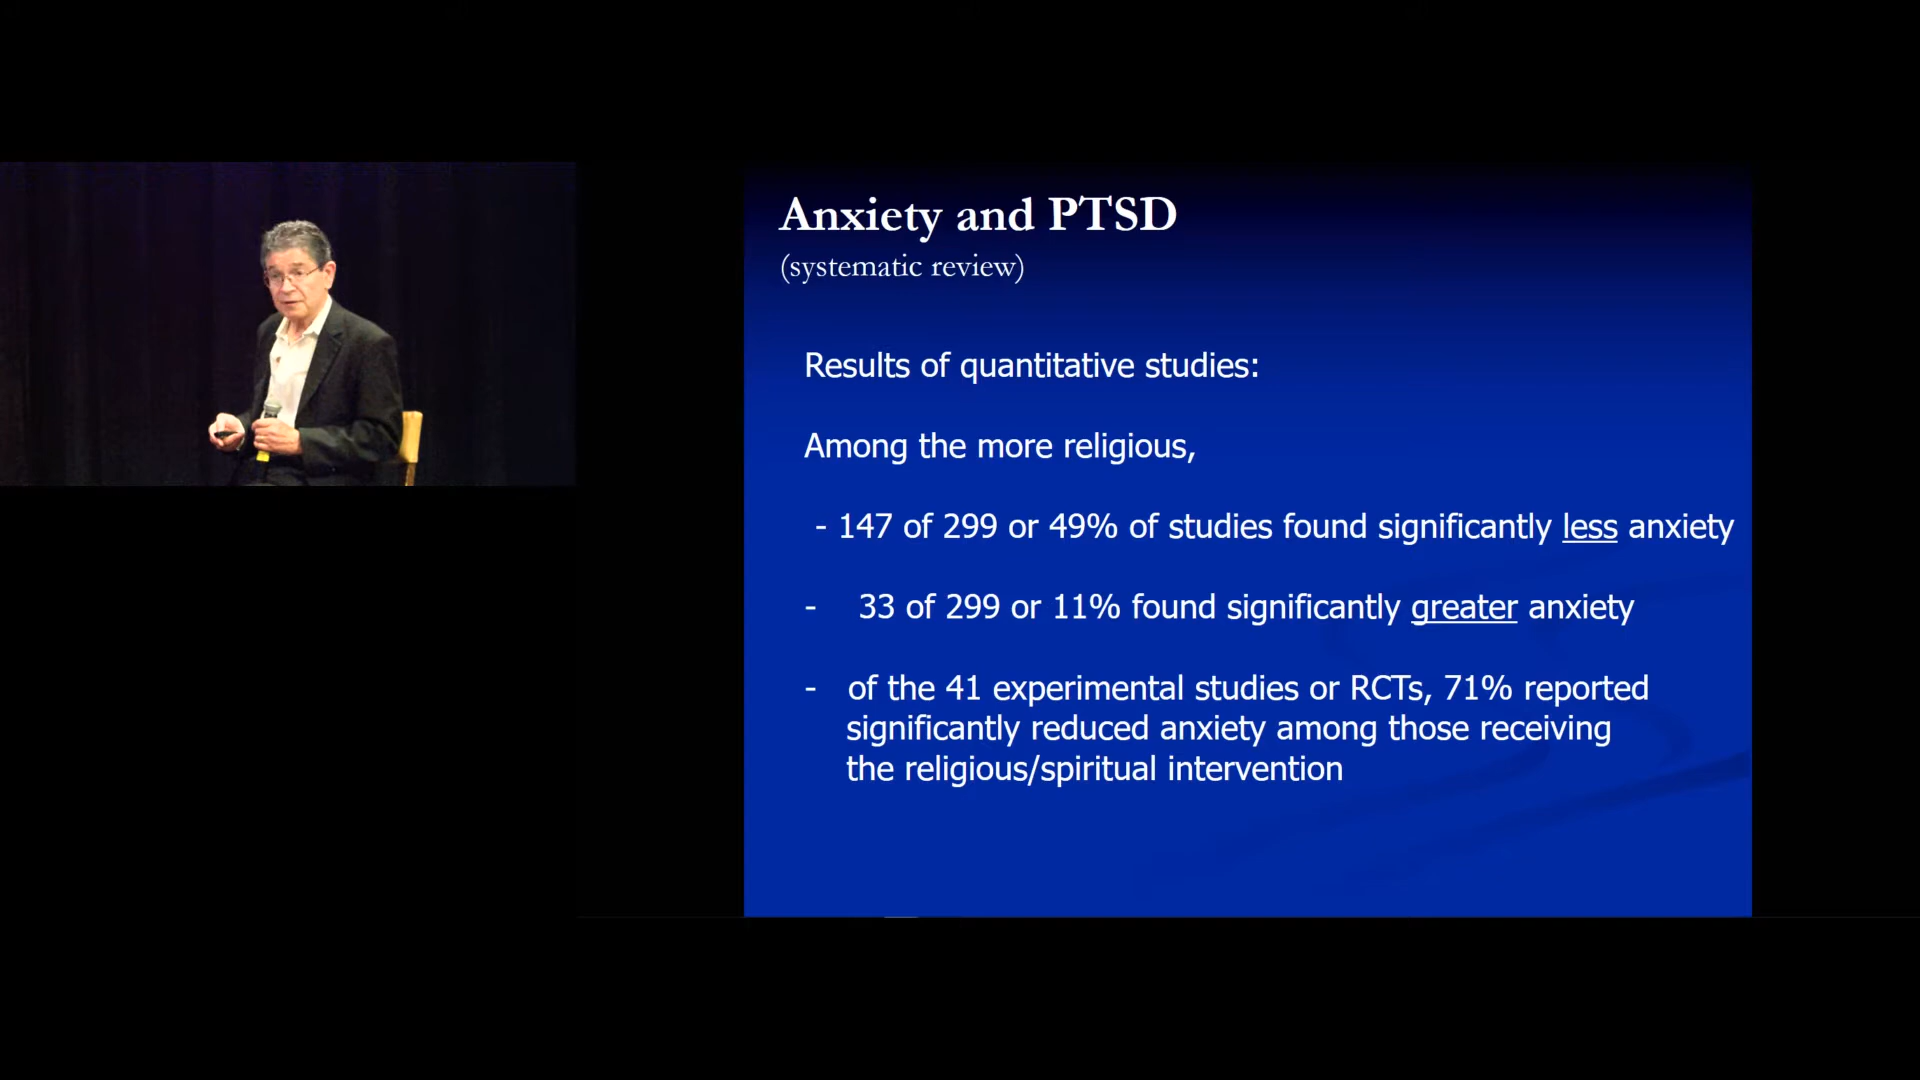 Anxiety and PTSD
(systematic review)
Results of quantitative studies:
Among the more religious,
- 147 of 299 or 49% of studies found significantly less anxiety
- 33 of 299 or 11% found significantly greater anxiety
- of the 41 experimental studies or RCTs, 71% reported
significantly reduced anxiety among those receiving
the religious/spiritual intervention